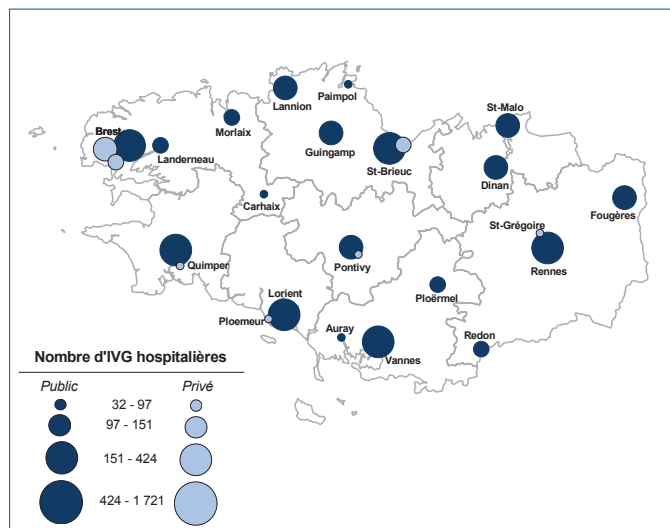 Lannion
Paimpol
St-Malo
Morlaix
Brest
Landerneau
Guingamp
St-Brieuc
Dinan
Carhaix
Fougères
St-Grégoire
Rennes
Quimper
Pontivy
Ploërmel
Lorient
Ploemeur
Auray
Vannes
Redon
Nombre d'IVG hospitalières
Public Privé
32 - 97
97 - 151
151 - 424
424 - 1 721